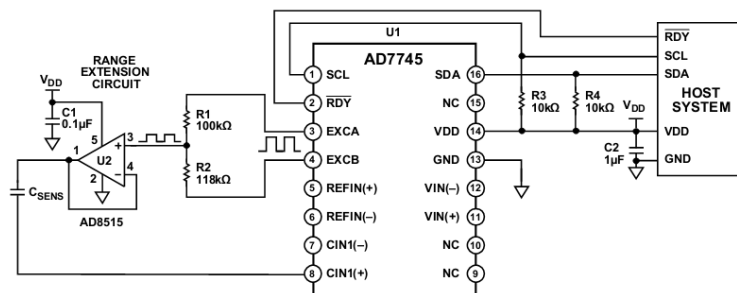 U1
AD7745
RANGE
EXTENSION
CIRCUIT
VDD
C1
0.1µF
5
3
1
U2
+
−
4
2
AD8515
CSENS
R1
100kΩ
R2
118kΩ
1 SCL
2 RDY
3 EXCA
4 EXCB
5 REFIN(+)
6 REFIN(–)
7 CIN1(–)
8 CIN1(+)
SDA 16
NC 15
VDD 14
GND 13
VIN(–) 12
VIN(+) 11
NC 10
NC 9
R3
10kΩ
R4
10kΩ
VDD
C2
1µF
RDY
SCL
SDA
HOST
SYSTEM
VDD
GND